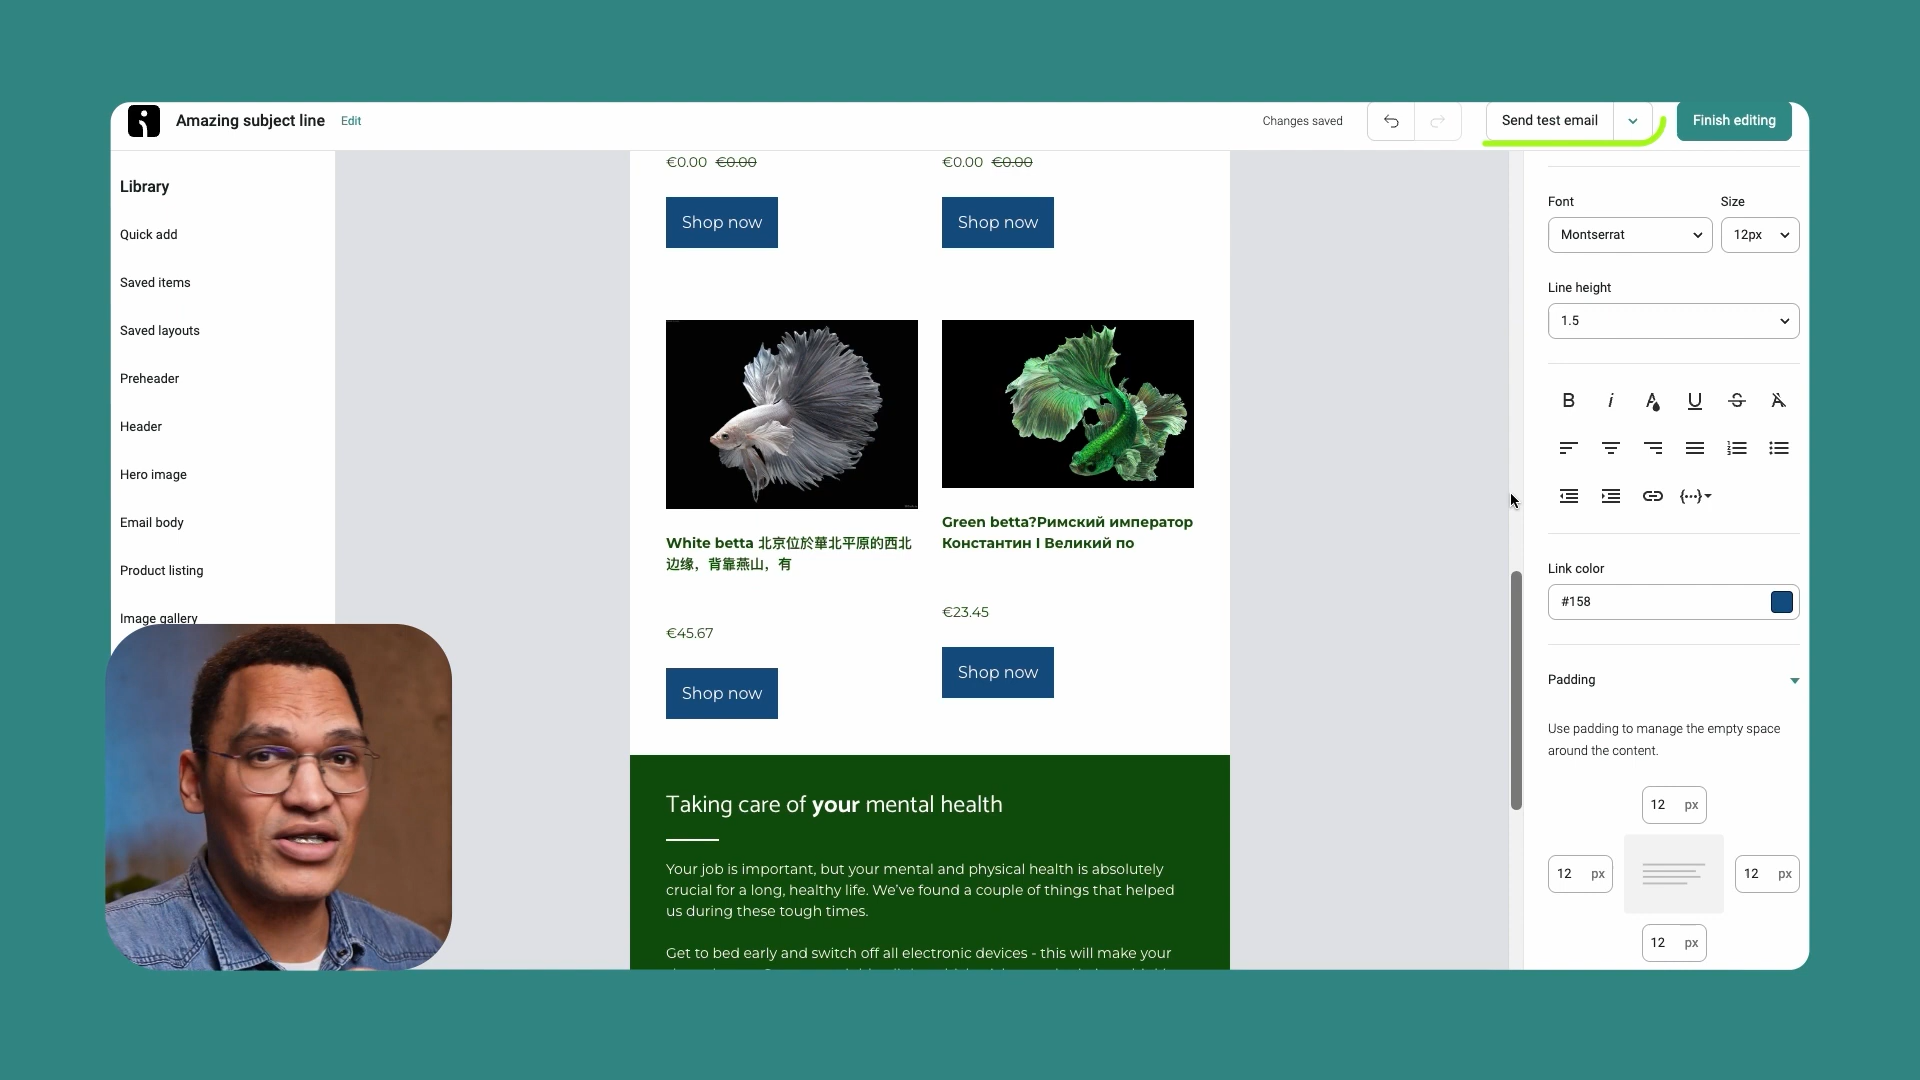 Amazing subject line Edit
Changes saved
Send test email
Finish editing
Library
Quick add
Saved items
Saved layouts
Preheader
Header
Hero image
Email body
Product listing
Image gallery
€0.00 €0.00
€0.00 €0.00
Shop now
Shop now
White betta 北京位於華北平原的西北
边缘，背靠燕山，有
€45.67
Shop now
Green betta?Римский император
Константин I Великий по
€23.45
Shop now
Taking care of your mental health
Your job is important, but your mental and physical health is absolutely
crucial for a long, healthy life. We've found a couple of things that helped
us during these tough times.
Get to bed early and switch off all electronic devices - this will make your
Font
Size
Montserrat
12px
Line height
1.5
Link color
#158
Padding
Use padding to manage the empty space
around the content.
12 px
12 px
12 px
12 px